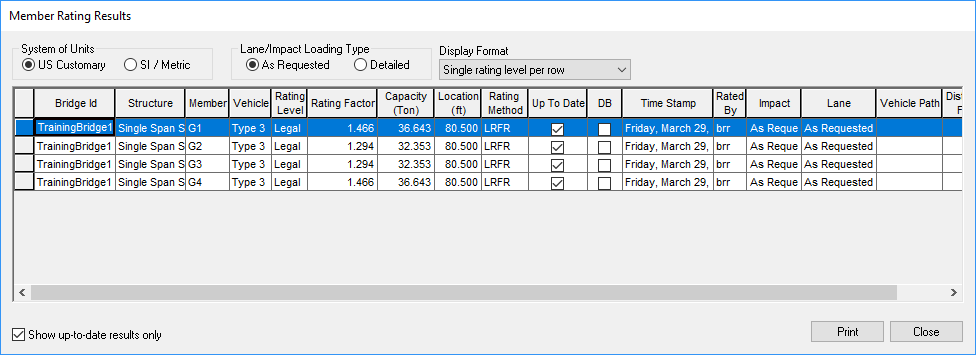 Member Rating Results
System of Units
US Customary
SI / Metric
Lane/Impact Loading Type
As Requested
Detailed
Display Format
Single rating level per row
Bridge Id Structure Member Vehicle Rating Level Rating Factor Capacity (Ton) Location (ft) Rating Method Up To Date DB Time Stamp Rated By Impact Lane Vehicle Path Dis F
TrainingBridge1 Single Span S G1 Type 3 Legal 1.466 36.643 80.500 LRFR Friday, March 29, brr As Reque As Requested
TrainingBridge1 Single Span S G2 Type 3 Legal 1.294 32.353 80.500 LRFR Friday, March 29, brr As Reque As Requested
TrainingBridge1 Single Span S G3 Type 3 Legal 1.294 32.353 80.500 LRFR Friday, March 29, brr As Reque As Requested
TrainingBridge1 Single Span S G4 Type 3 Legal 1.466 36.643 80.500 LRFR Friday, March 29, brr As Reque As Requested
Show up-to-date results only
Print
Close